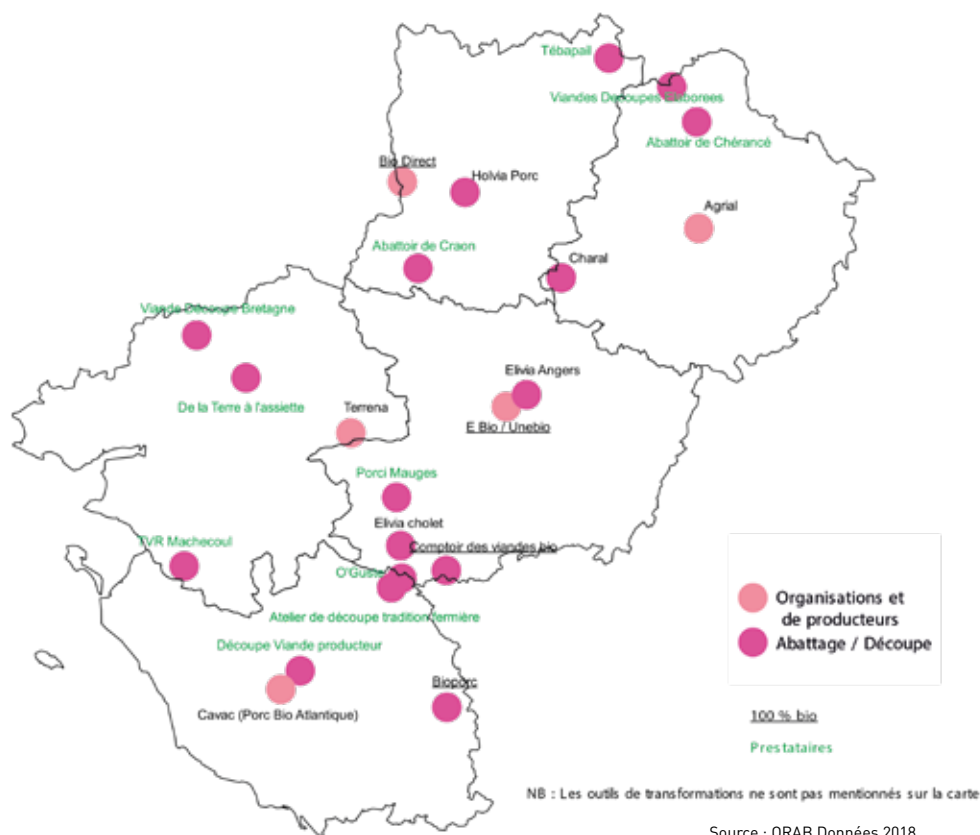 Tébapail
Viandes Découpes Elaborees
Abattoir de Chérancé
Bio Direct
Holvia Porc
Agrial
Abattoir de Craon
Charal
Viande Découpe Bretagne
Elivia Angers
De la Terre à l'assiette
Terrena
E Bio / Unebio
Porci Mauges
Elivia cholet
TVR Machecoul
Comptoir des viandes bio
Atelier de découpe tradition fermière
Découpe Viande producteur
Bioporc
Cavac (Porc Bio Atlantique)
Organisations et
de producteurs
Abattage / Découpe
100 % bio
Prestataires
NB : Les outils de transformations ne sont pas mentionnés sur la carte
Source : ORAB Données 2018